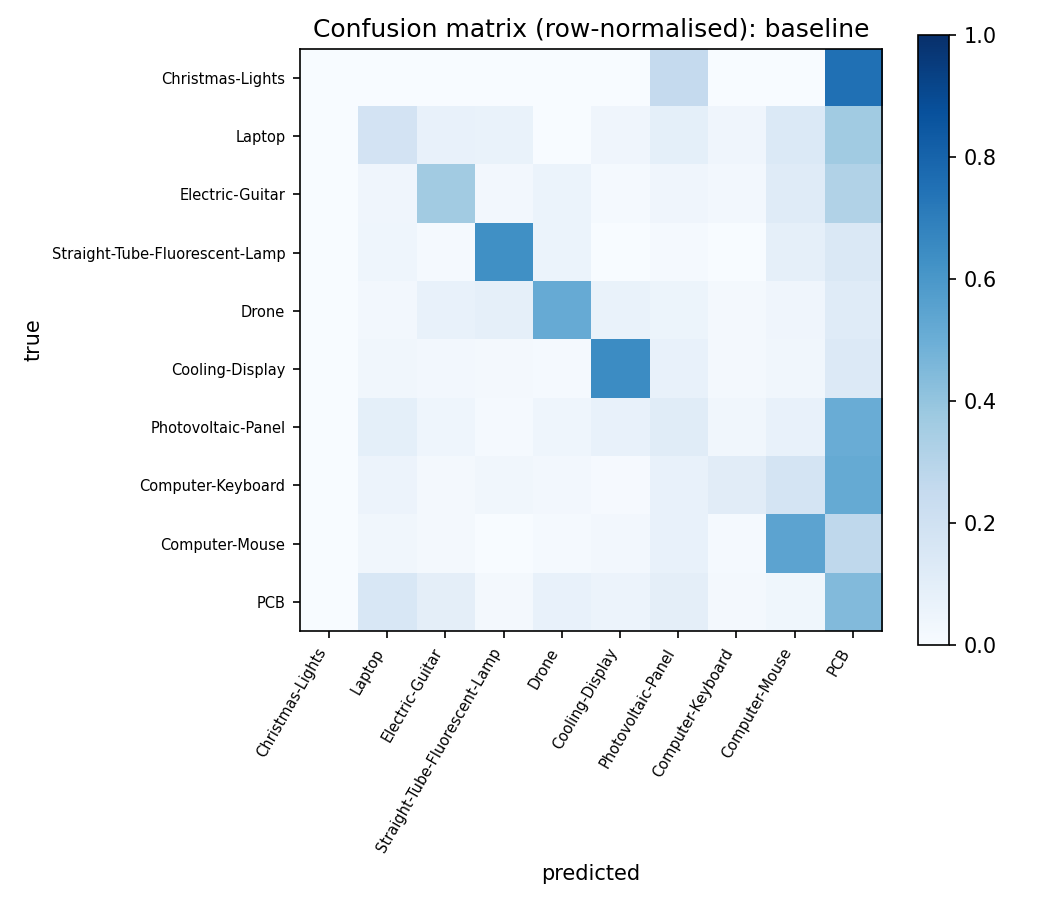 Confusion matrix (row-normalised): baseline
Christmas-Lights
Laptop
Electric-Guitar
Straight-Tube-Fluorescent-Lamp
Drone
Cooling-Display
Photovoltaic-Panel
Computer-Keyboard
Computer-Mouse
PCB
true
Christmas-Lights
Laptop
Electric-Guitar
Straight-Tube-Fluorescent-Lamp
Drone
Cooling-Display
Photovoltaic-Panel
Computer-Keyboard
Computer-Mouse
PCB
predicted
1.0
0.8
0.6
0.4
0.2
0.0